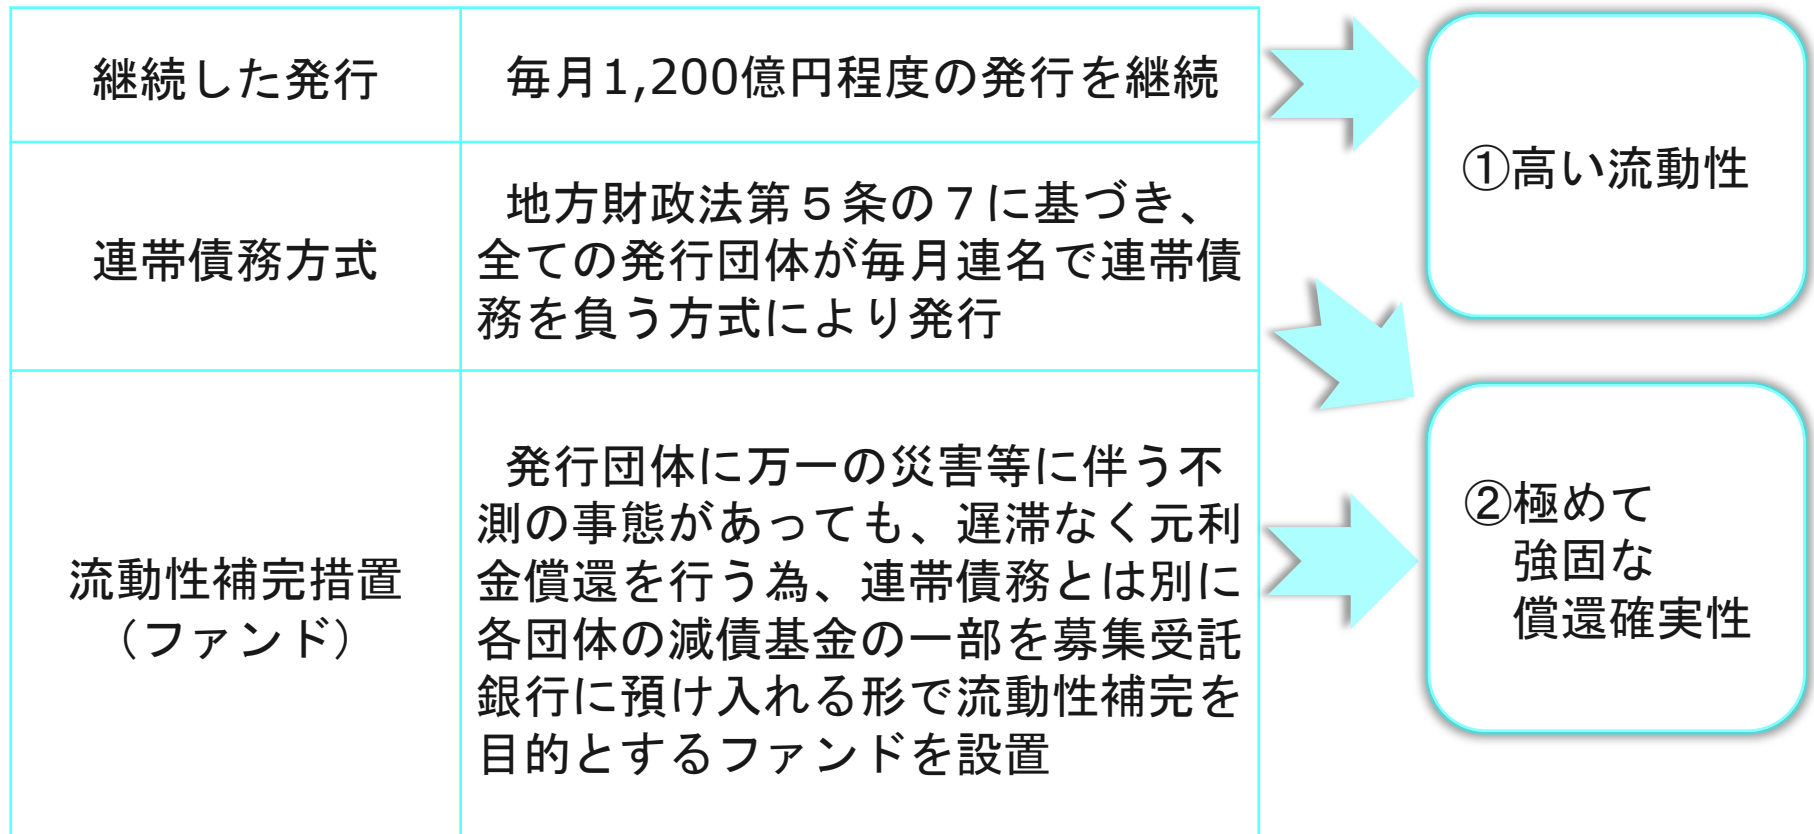 継続した発行
毎月1,200億円程度の発行を継続
連帯債務方式
地方財政法第５条の７に基づき、
全ての発行団体が毎月連名で連帯債
務を負う方式により発行
流動性補完措置
（ファンド）
発行団体に万一の災害等に伴う不
測の事態があっても、遅滞なく元利
金償還を行う為、連帯債務とは別に
各団体の減債基金の一部を募集受託
銀行に預け入れる形で流動性補完を
目的とするファンドを設置
①高い流動性
②極めて
強固な
償還確実性